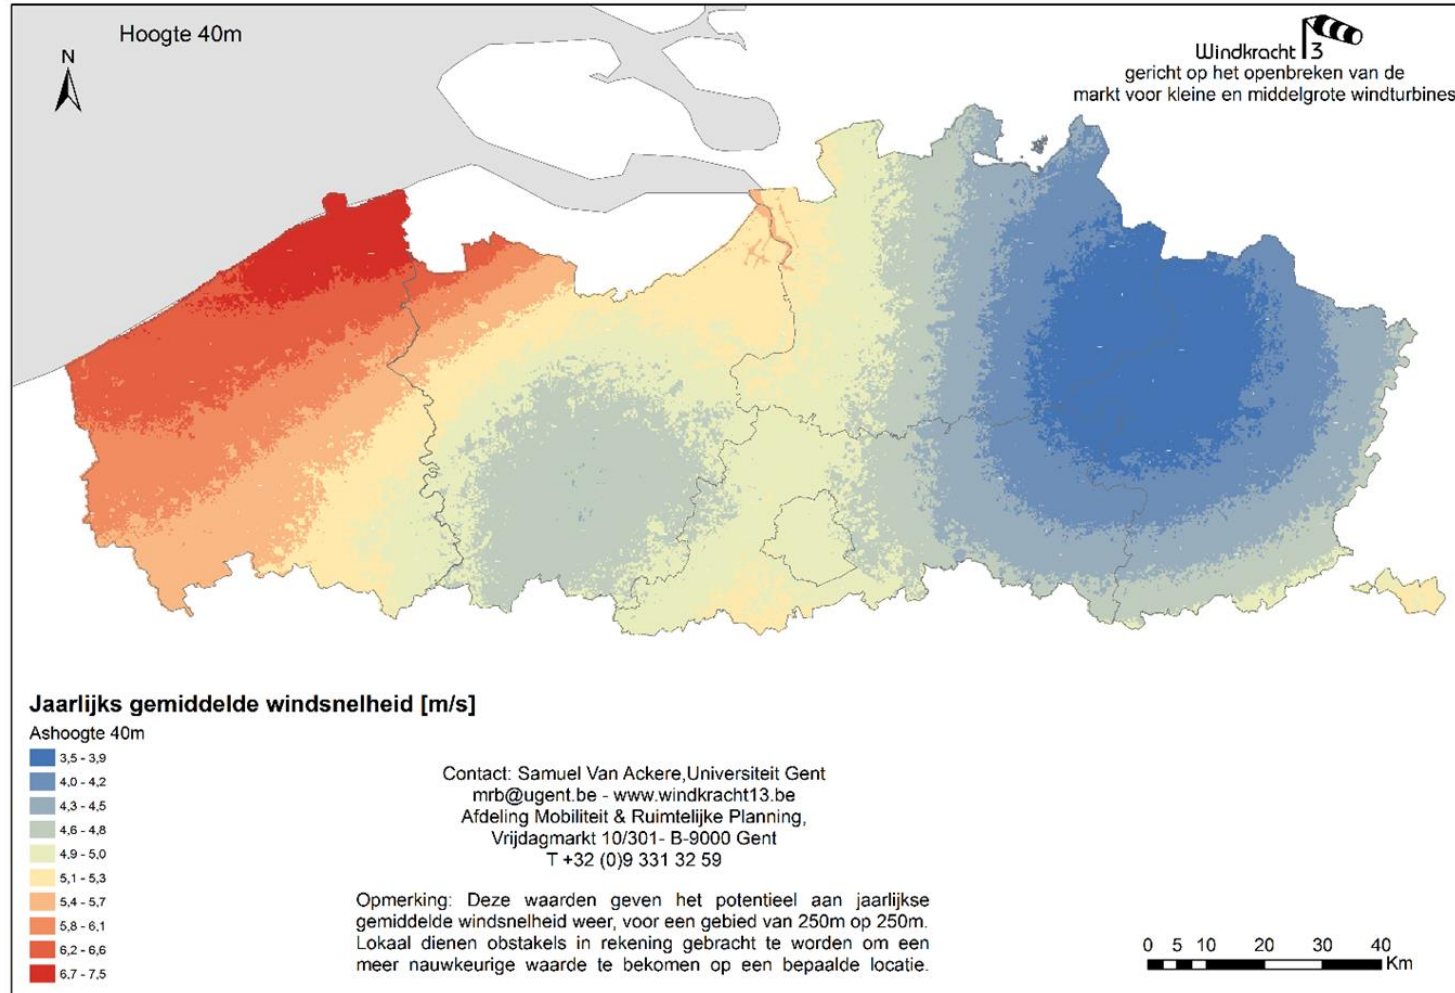 Hoogte 40m
N
Windkracht 13
gericht op het openbreken van de
markt voor kleine en middelgrote windturbines
Jaarlijks gemiddelde windsnelheid [m/s]
Ashoogte 40m
3,5 - 3,9
4,0 - 4,2
4,3 - 4,5
4,6 - 4,8
4,9 - 5,0
5,1 - 5,3
5,4 - 5,7
5,8 - 6,1
6,2 - 6,6
6,7 - 7,5
Contact: Samuel Van Ackere,Universiteit Gent
mrb@ugent.be - www.windkracht13.be
Afdeling Mobiliteit & Ruimtelijke Planning,
Vrijdagmarkt 10/301- B-9000 Gent
T +32 (0)9 331 32 59
Opmerking: Deze waarden geven het potentieel aan jaarlijkse
gemiddelde windsnelheid weer, voor een gebied van 250m op 250m.
Lokaal dienen obstakels in rekening gebracht te worden om een
meer nauwkeurige waarde te bekomen op een bepaalde locatie.
0 5 10 20 30 40
Km